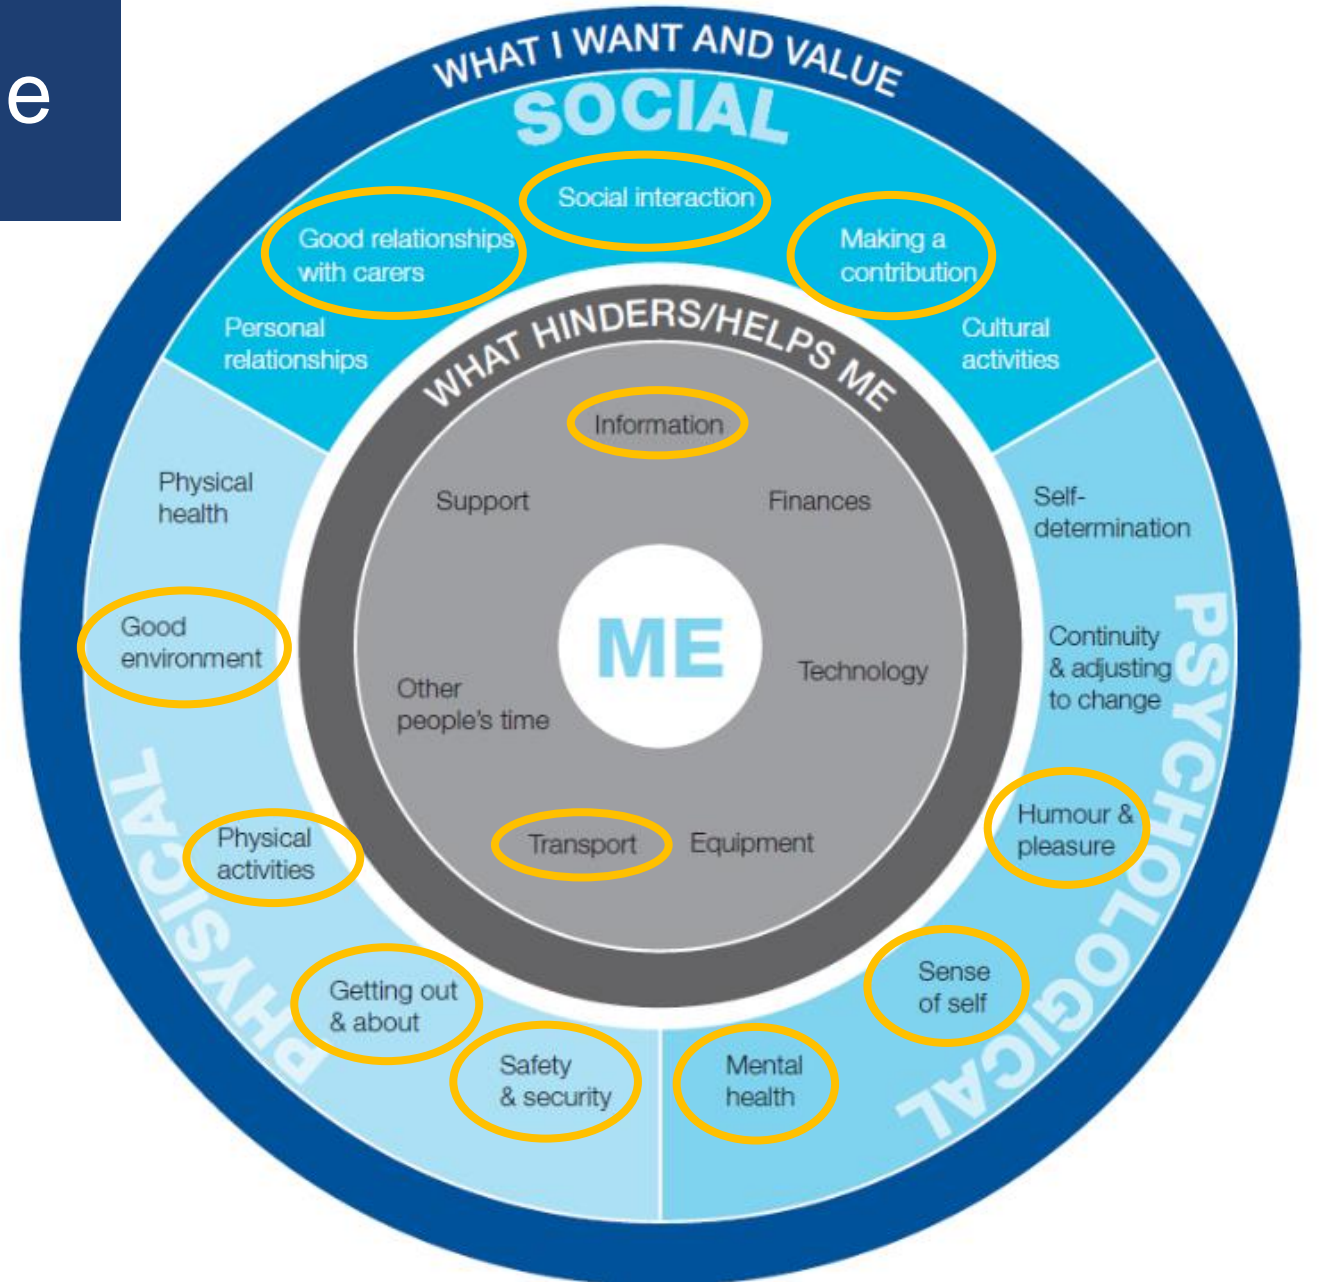 e
WHAT I WANT AND VALUE
SOCIAL
Social interaction
Good relationships
with carers
Making a
contribution
Personal
relationships
Cultural
activities
WHAT HINDERS/HELPS ME
Information
Support
Finances
Other
people's time
Technology
Transport
Equipment
ME
Physical
health
Good
environment
Physical
activities
Getting out
& about
Safety
& security
PHYSICAL
Self-
determination
Continuity
& adjusting
to change
Humour &
pleasure
Sense
of self
Mental
health
PSYCHOLOGICAL